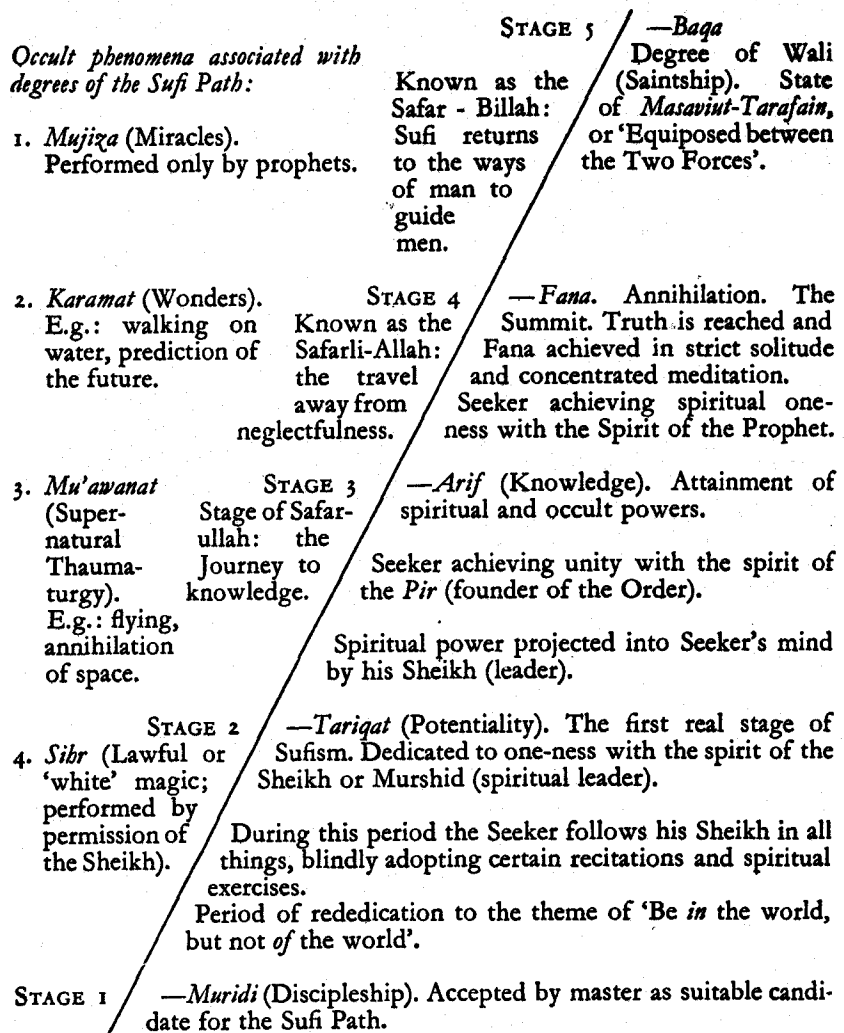 STAGE 5 —Baqa
Occult phenomena associated with
degrees of the Sufi Path:
1. Mujiza (Miracles).
Performed only by prophets.
Known as the
Safar - Billah:
Sufi returns
to the ways
of man to
guide
men.
Degree of Wali
(Saintship). State
of Masaviut-Tarafain,
or ‘Equiposed between
the Two Forces’.
2. Karamat (Wonders).
E.g.: walking on
water, prediction of
the future.
STAGE 4
Known as the
Safarli-Allah:
the travel
away from
neglectfulness.
—Fana. Annihilation. The
Summit. Truth is reached and
Fana achieved in strict solitude
and concentrated meditation.
Seeker achieving spiritual one-
ness with the Spirit of the Prophet.
3. Mu’awanat
(Super-
natural
Thauma-
turgy).
E.g.: flying,
annihilation
of space.
STAGE 3
Stage of Safar-
ullah: the
Journey to
knowledge.
—Arif (Knowledge). Attainment of
spiritual and occult powers.
Seeker achieving unity with the spirit of
the Pir (founder of the Order).
Spiritual power projected into Seeker’s mind
by his Sheikh (leader).
STAGE 2
4. Sihr (Lawful or
‘white’ magic;
performed by
permission of
the Sheikh).
—Tariqat (Potentiality). The first real stage of
Sufism. Dedicated to one-ness with the spirit of the
Sheikh or Murshid (spiritual leader).
During this period the Seeker follows his Sheikh in all
things, blindly adopting certain recitations and spiritual
exercises.
Period of rededication to the theme of ‘Be in the world,
but not of the world’.
STAGE 1 —Muridi (Discipleship). Accepted by master as suitable candi-
date for the Sufi Path.